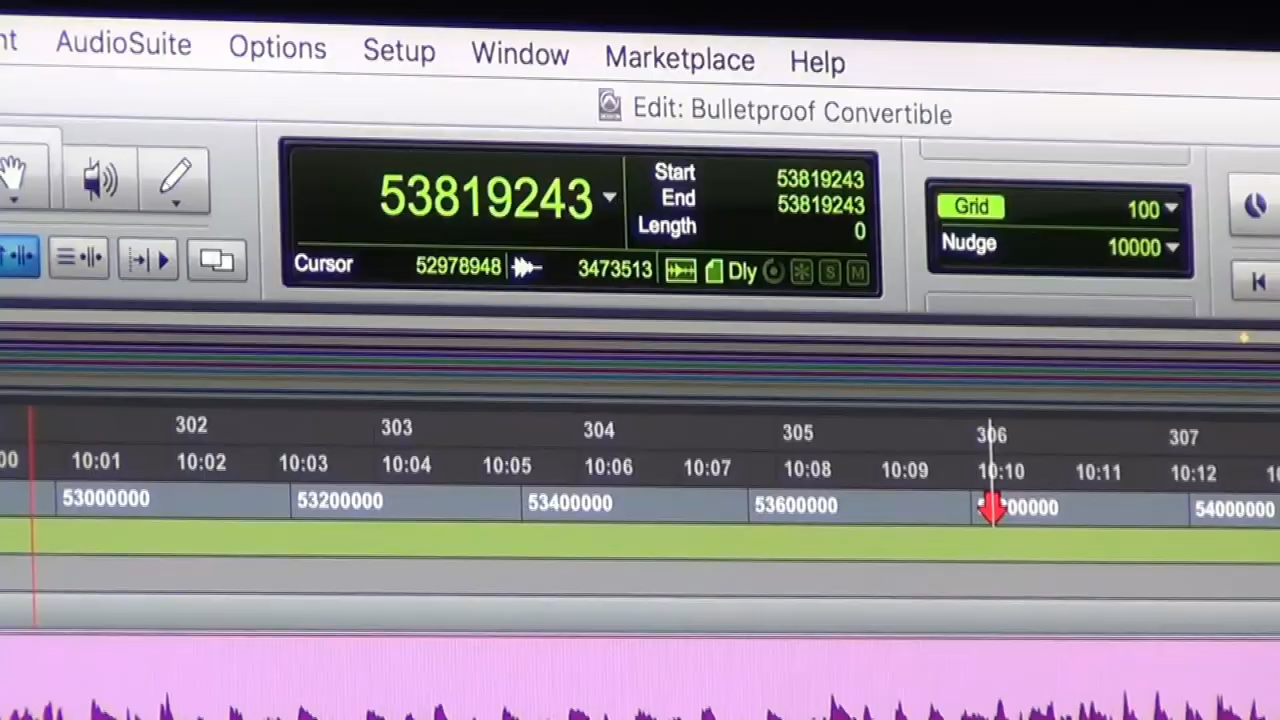 nt AudioSuite Options Setup Window Marketplace Help
Edit: Bulletproof Convertible
53819243
Start 53819243
End 53819243
Length 0
Cursor 52978948 3473513 Dly S M
Grid 100
Nudge 10000
302 303 304 305 306 307
00 10:01 10:02 10:03 10:04 10:05 10:06 10:07 10:08 10:09 10:10 10:11 10:12
53000000 53200000 53400000 53600000 00000 54000000